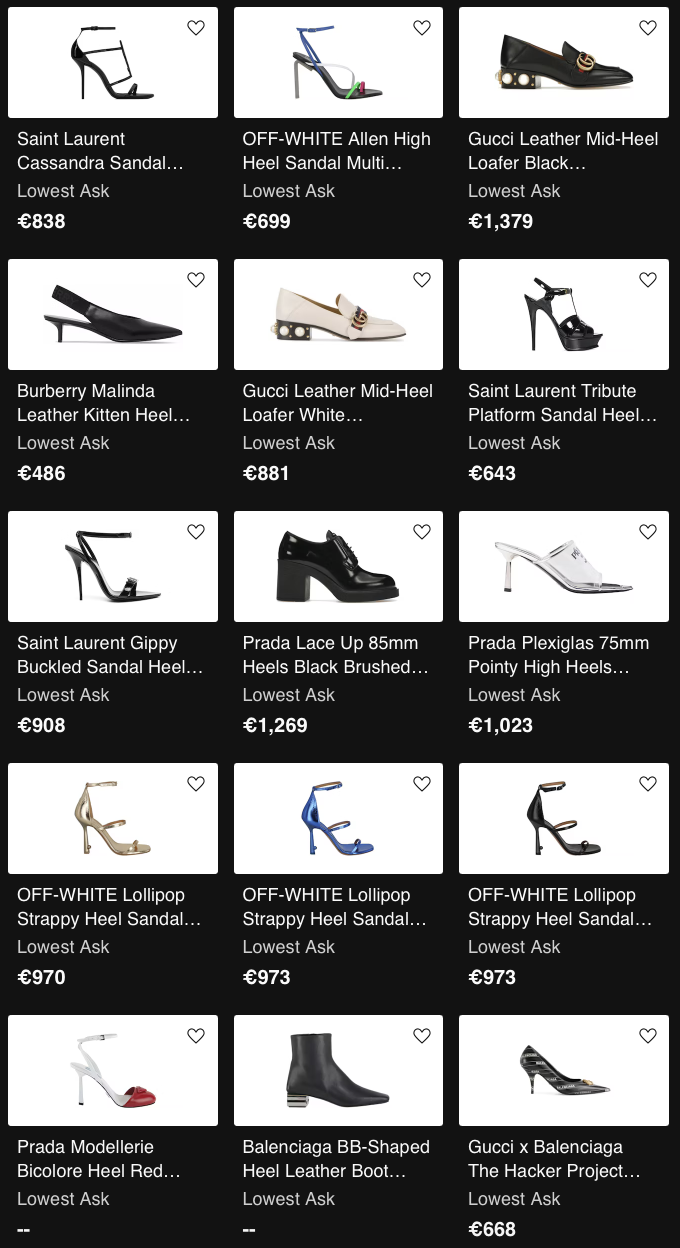 Saint Laurent
Cassandra Sandal…
Lowest Ask
€838
OFF-WHITE Allen High
Heel Sandal Multi…
Lowest Ask
€699
Gucci Leather Mid-Heel
Loafer Black…
Lowest Ask
€1,379
Burberry Malinda
Leather Kitten Heel…
Lowest Ask
€486
Gucci Leather Mid-Heel
Loafer White…
Lowest Ask
€881
Saint Laurent Tribute
Platform Sandal Heel…
Lowest Ask
€643
Saint Laurent Gippy
Buckled Sandal Heel…
Lowest Ask
€908
Prada Lace Up 85mm
Heels Black Brushed…
Lowest Ask
€1,269
Prada Plexiglas 75mm
Pointy High Heels…
Lowest Ask
€1,023
OFF-WHITE Lollipop
Strappy Heel Sandal…
Lowest Ask
€970
OFF-WHITE Lollipop
Strappy Heel Sandal…
Lowest Ask
€973
OFF-WHITE Lollipop
Strappy Heel Sandal…
Lowest Ask
€973
Prada Modellerie
Bicolore Heel Red…
Lowest Ask
--
Balenciaga BB-Shaped
Heel Leather Boot…
Lowest Ask
--
Gucci x Balenciaga
The Hacker Project…
Lowest Ask
€668